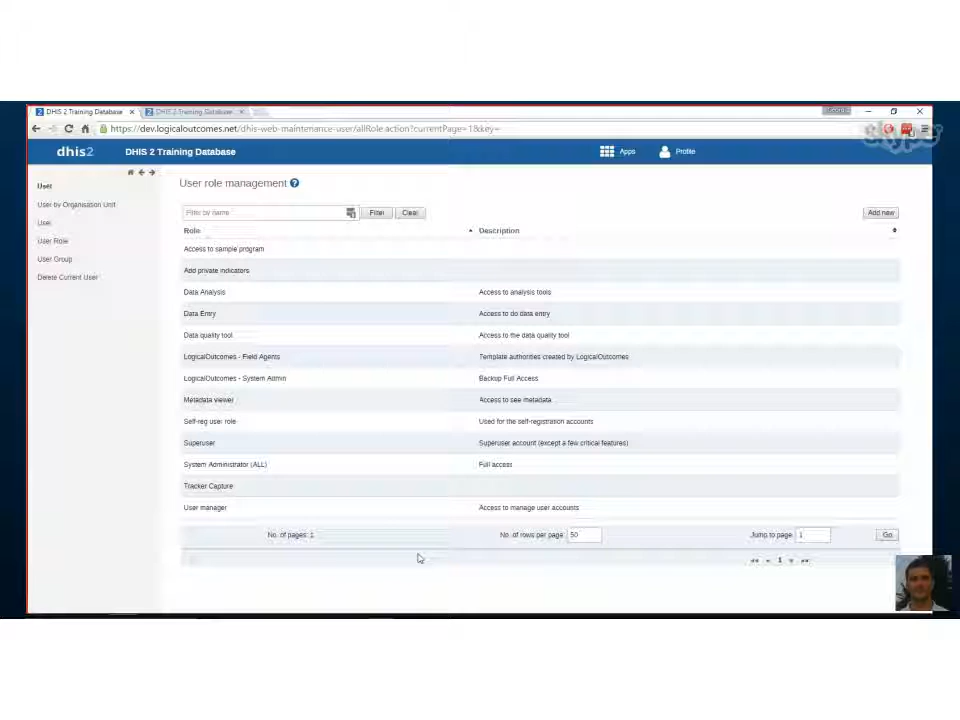 DHIS 2 Training Database
DHIS 2 Training Database
https://dev.logicaloutcomes.net/dhis-web-maintenance-user/allRole.action?currentPage=1&key=
skype
dhis2 DHIS 2 Training Database Apps Profile
User
User by Organisation Unit
User
User Role
User Group
Delete Current User
User role management
Filter by name Filter Clear Add new
Role Description
Access to sample program
Add private indicators
Data Analysis Access to analysis tools
Data Entry Access to do data entry
Data quality tool Access to the data quality tool
LogicalOutcomes - Field Agents Template authorities created by LogicalOutcomes
LogicalOutcomes - System Admin Backup Full Access
Metadata viewer Access to see metadata
Self-reg user role Used for the self-registration accounts
Superuser Superuser account (except a few critical features)
System Administrator (ALL) Full access
Tracker Capture
User manager Access to manage user accounts
No. of pages: 1 No. of rows per page: 50 Jump to page: 1 Go
1